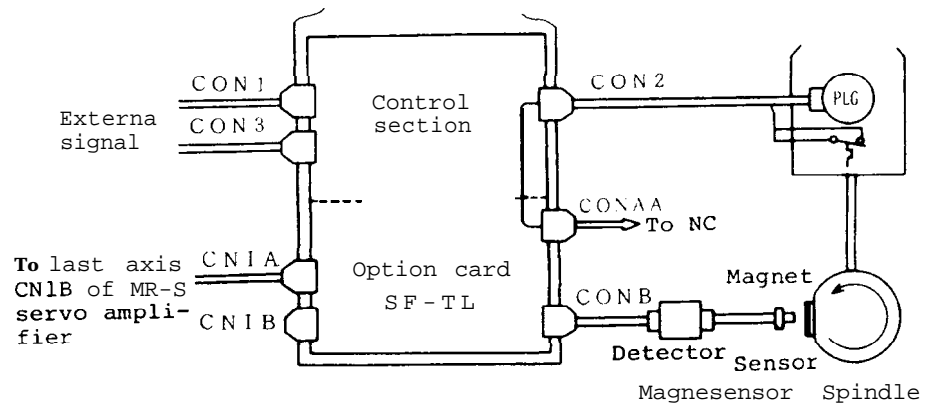 CON1
Externa
signal
CON3
Control
section
CON2
PLG
CONAA
To NC
To last axis
CN1B of MR-S
servo ampli-
fier
CN1A
CN1B
Option card
SF-TL
CONB
Detector
Magnet
Sensor
Magnesensor Spindle